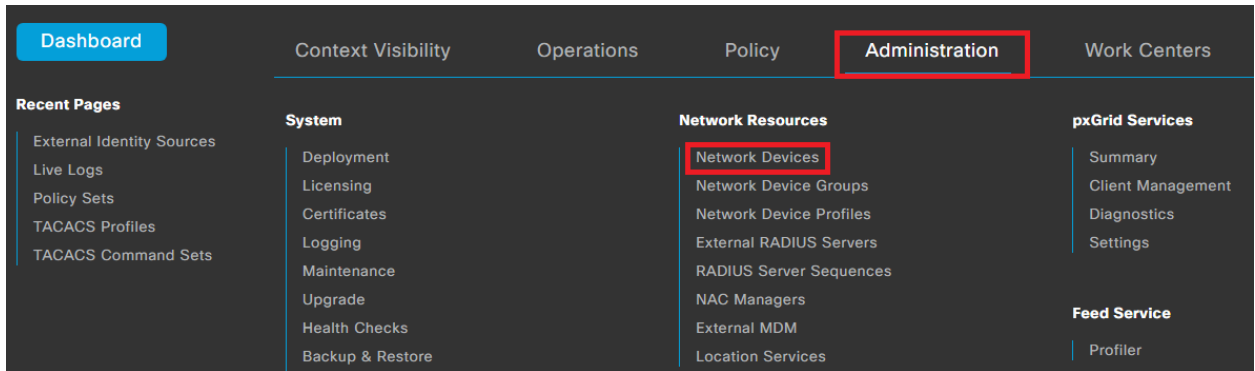 Dashboard
Context Visibility
Operations
Policy
Administration
Work Centers
Recent Pages
External Identity Sources
Live Logs
Policy Sets
TACACS Profiles
TACACS Command Sets
System
Deployment
Licensing
Certificates
Logging
Maintenance
Upgrade
Health Checks
Backup & Restore
Network Resources
Network Devices
Network Device Groups
Network Device Profiles
External RADIUS Servers
RADIUS Server Sequences
NAC Managers
External MDM
Location Services
pxGrid Services
Summary
Client Management
Diagnostics
Settings
Feed Service
Profiler